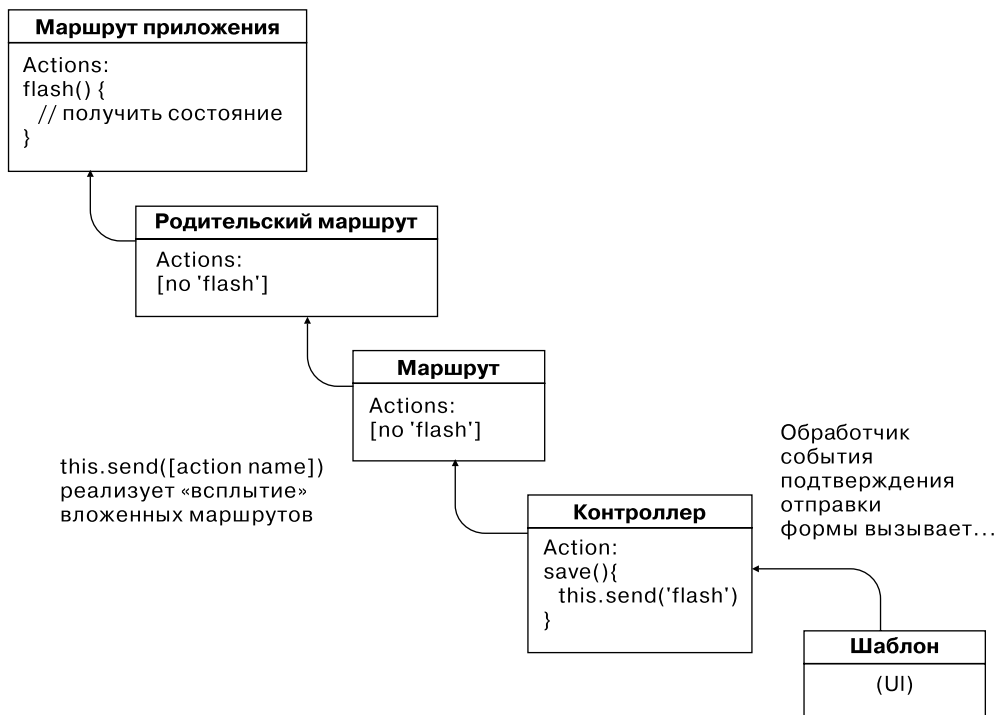 Маршрут приложения
Actions:
flash() {
// получить состояние
}
Родительский маршрут
Actions:
[no 'flash']
Маршрут
Actions:
[no 'flash']
this.send([action name])
реализует «всплытие»
вложенных маршрутов
Обработчик
события
подтверждения
отправки
формы вызывает...
Контроллер
Action:
save(){
this.send('flash')
}
Шаблон
(UI)